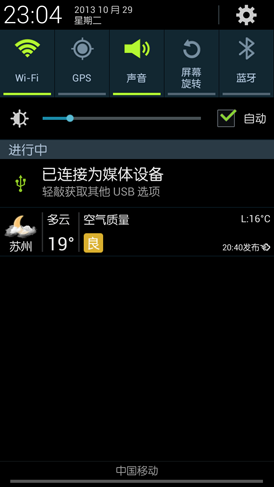 23:04
2013 10 月 29
星期二
Wi-Fi
GPS
声音
屏幕
旋转
蓝牙
自动
进行中
已连接为媒体设备
轻敲获取其他 USB 选项
多云
空气质量
L:16°C
苏州
19°
良
20:40发布
中国移动